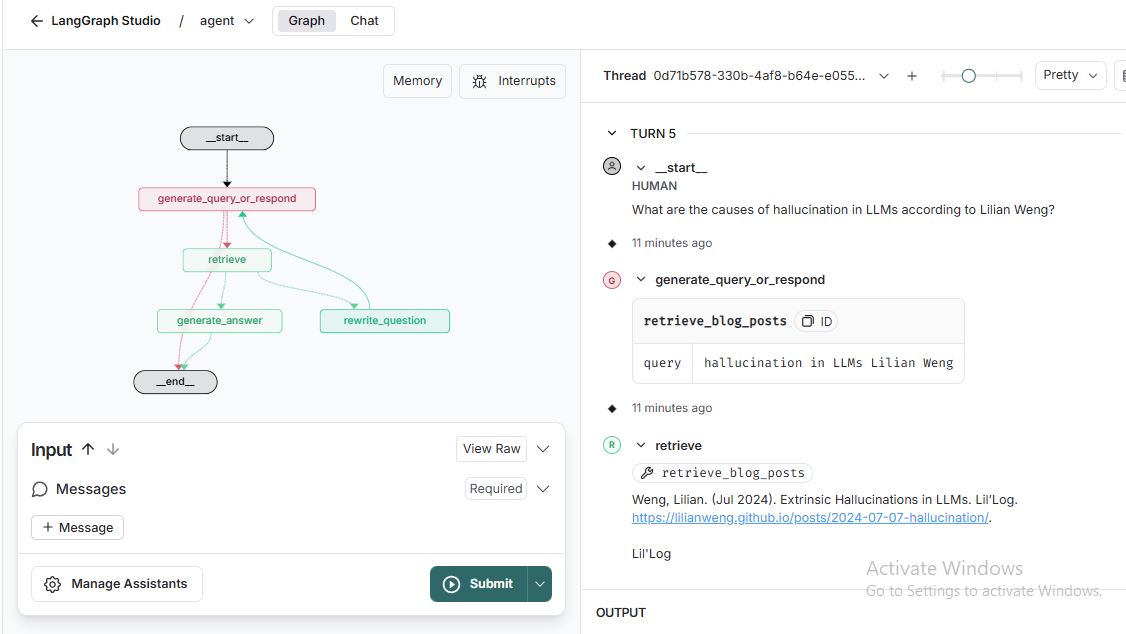 LangGraph Studio / agent Graph Chat
Memory Interrupts
__start__
generate_query_or_respond
retrieve
generate_answer rewrite_question
__end__
Input View Raw
Messages Required
+ Message
Manage Assistants Submit
Thread 0d71b578-330b-4af8-b64e-e055... + Pretty
TURN 5
__start__
HUMAN
What are the causes of hallucination in LLMs according to Lilian Weng?
11 minutes ago
G generate_query_or_respond
retrieve_blog_posts ID
query hallucination in LLMs Lilian Weng
11 minutes ago
R retrieve
retrieve_blog_posts
Weng, Lilian. (Jul 2024). Extrinsic Hallucinations in LLMs. Lil'Log.
https://lilianweng.github.io/posts/2024-07-07-hallucination/.
Lil'Log
Activate Windows
Go to Settings to activate Windows.
OUTPUT